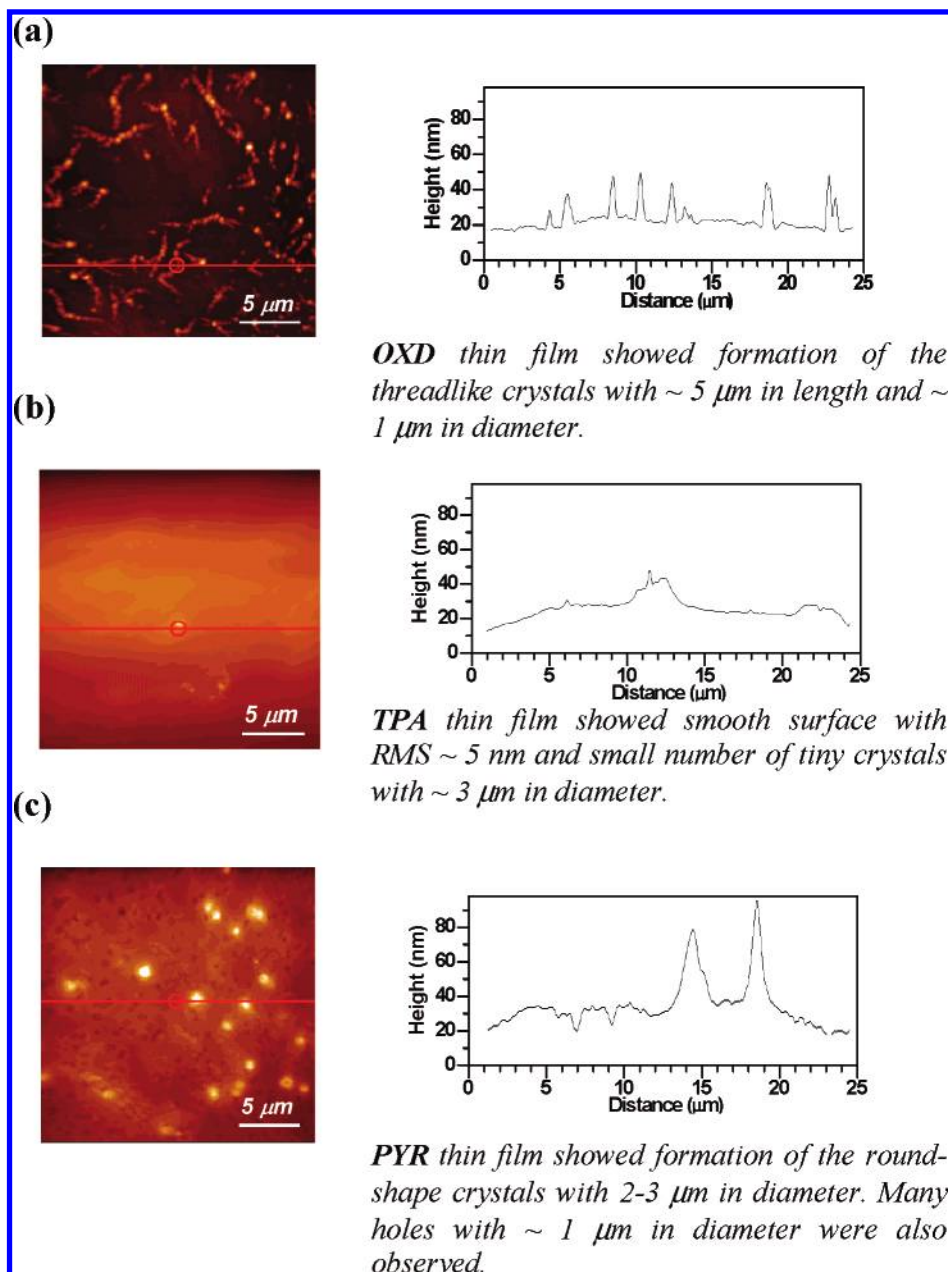 (a)
5 μm
Height (nm)
80
60
40
20
0
0 5 10 15 20 25
Distance (μm)
OXD thin film showed formation of the
threadlike crystals with ~ 5 μm in length and ~
1 μm in diameter.
(b)
5 μm
Height (nm)
80
60
40
20
0
0 5 10 15 20 25
Distance (μm)
TPA thin film showed smooth surface with
RMS ~ 5 nm and small number of tiny crystals
with ~ 3 μm in diameter.
(c)
5 μm
Height (nm)
80
60
40
20
0
0 5 10 15 20 25
Distance (μm)
PYR thin film showed formation of the round-
shape crystals with 2-3 μm in diameter. Many
holes with ~ 1 μm in diameter were also
observed.